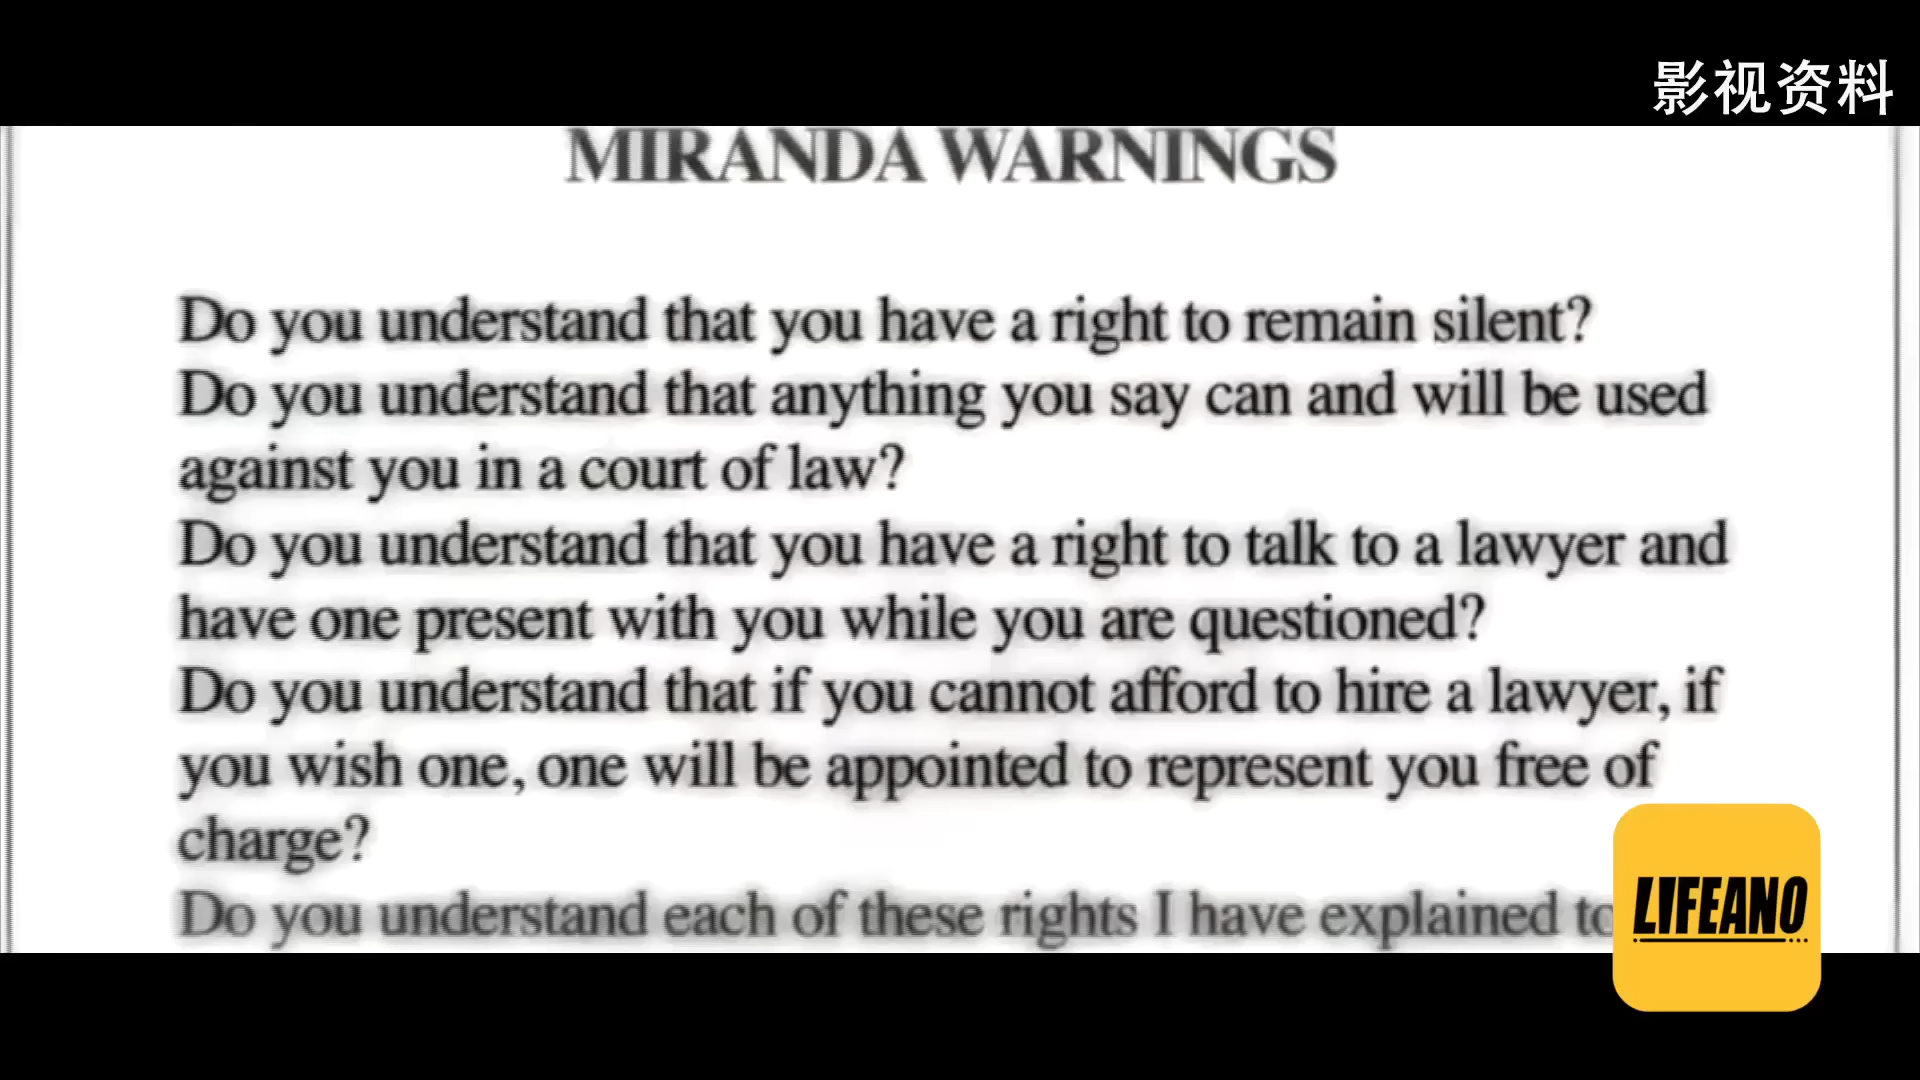 影视资料
MIRANDA WARNINGS
Do you understand that you have a right to remain silent?
Do you understand that anything you say can and will be used
against you in a court of law?
Do you understand that you have a right to talk to a lawyer and
have one present with you while you are questioned?
Do you understand that if you cannot afford to hire a lawyer, if
you wish one, one will be appointed to represent you free of
charge?
Do you understand each of these rights I have explained to
LIFEANO